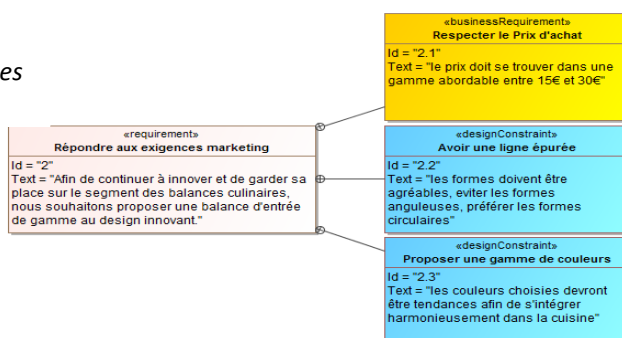 es
«requirement»
Répondre aux exigences marketing
Id = "2"
Text = "Afin de continuer à innover et de garder sa
place sur le segment des balances culinaires,
nous souhaitons proposer une balance d'entrée
de gamme au design innovant."
«businessRequirement»
Respecter le Prix d'achat
Id = "2.1"
Text = "le prix doit se trouver dans une
gamme abordable entre 15€ et 30€"
«designConstraint»
Avoir une ligne épurée
Id = "2.2"
Text = "les formes doivent être
agréables, eviter les formes
anguleuses, préférer les formes
circulaires"
«designConstraint»
Proposer une gamme de couleurs
Id = "2.3"
Text = "les couleurs choisies devront
être tendances afin de s'intégrer
harmonieusement dans la cuisine"